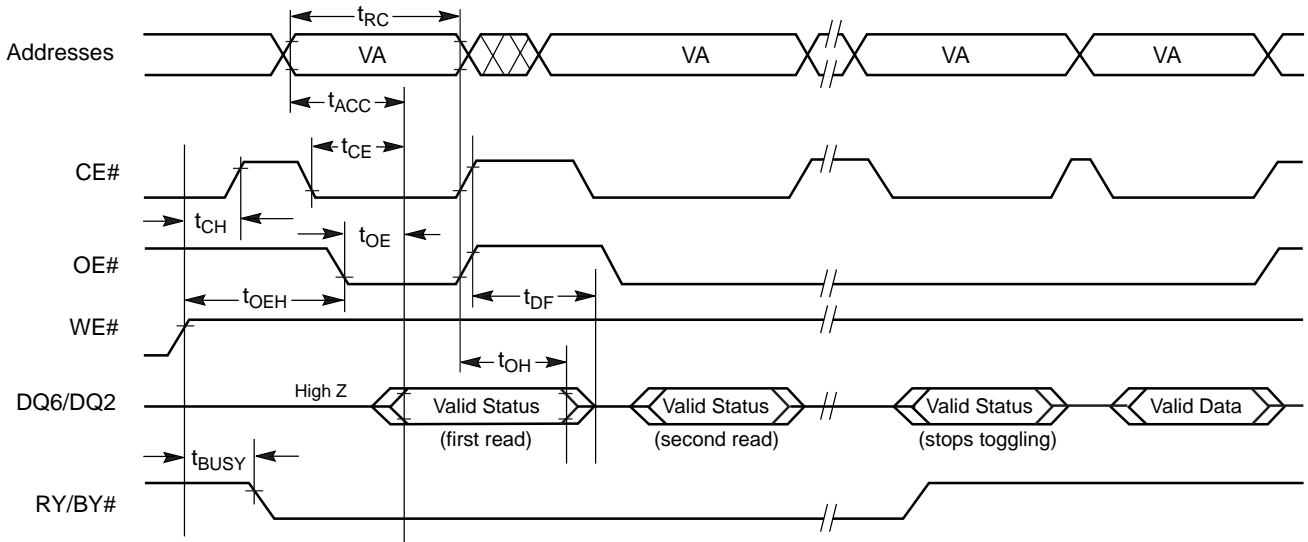 tRC
Addresses VA VA VA VA
tACC
tCE
CE#
tCH
tOE
OE#
tOEH
tDF
WE#
tOH
High Z
DQ6/DQ2 Valid Status Valid Status Valid Status Valid Data
(first read) (second read) (stops toggling)
tBUSY
RY/BY#